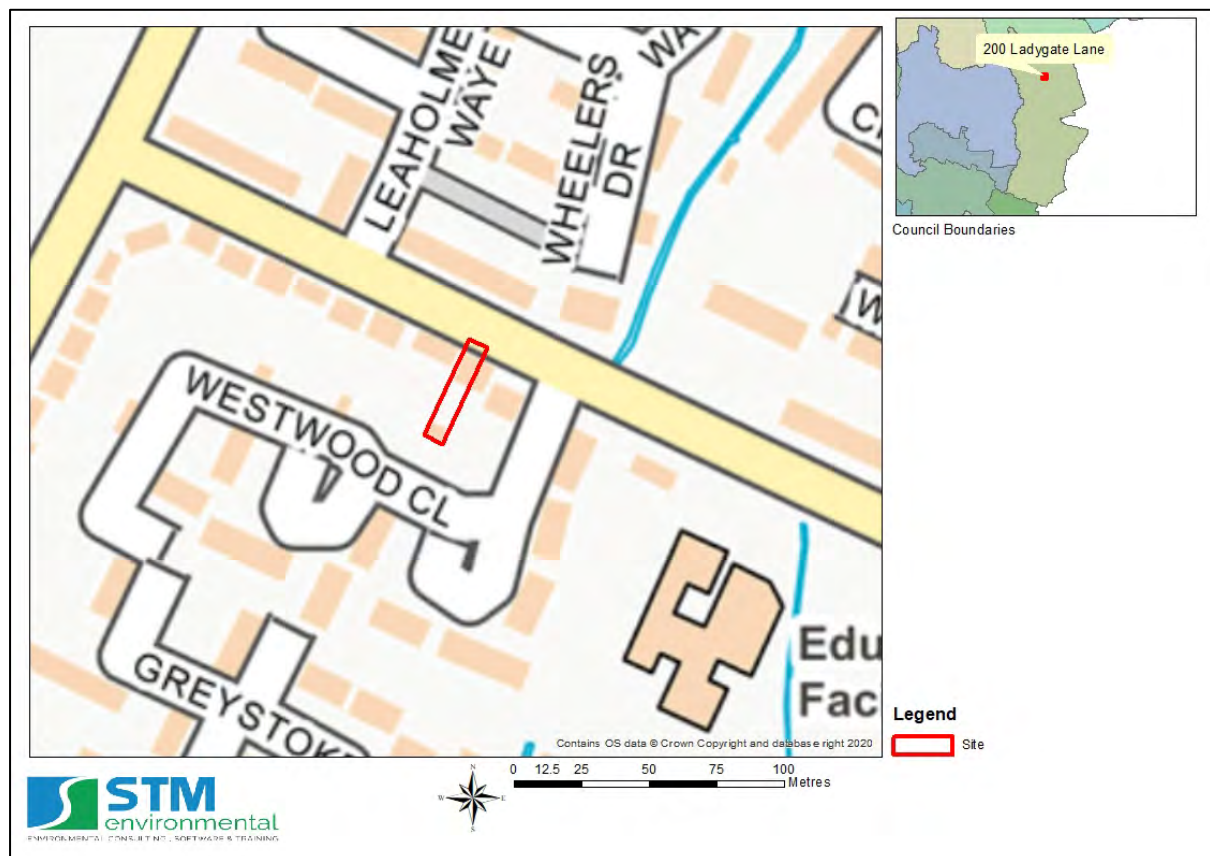 200 Ladygate Lane
Council Boundaries
LEAHOLME
WAYE
WHEELERS
DR
WA
C
W
WESTWOOD CL
GREYSTOKE
Edu
Fac
Contains OS data © Crown Copyright and database right 2020
Legend
Site
STM
environmental
ENVIRONMENTAL CONSULTING, SOFTWARE & TRAINING
N
W E
S
0 12.5 25 50 75 100
Metres